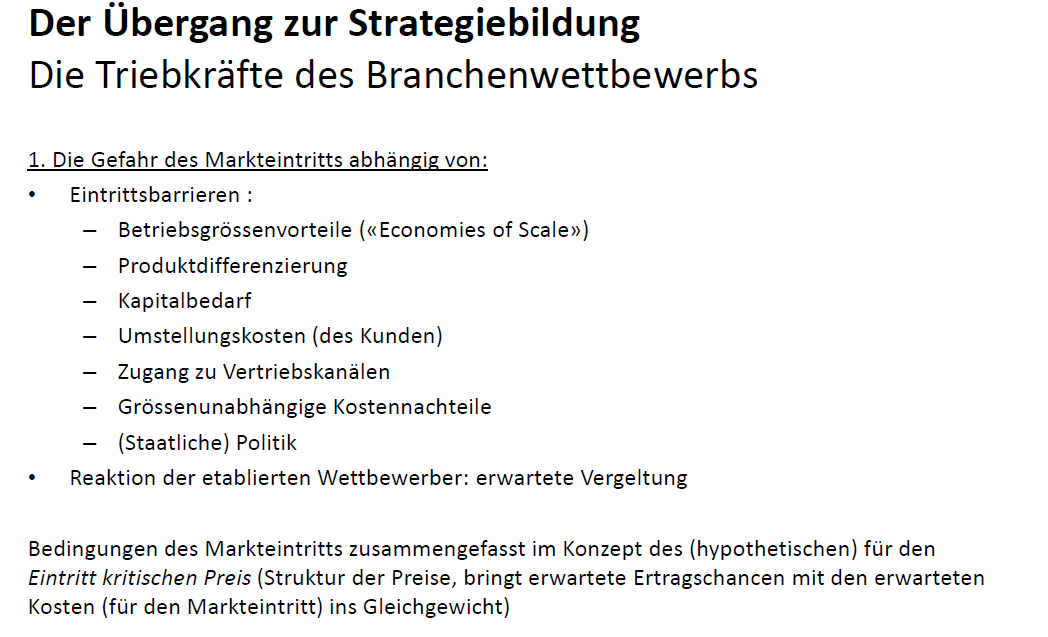 Der Übergang zur Strategiebildung
Die Triebkräfte des Branchenwettbewerbs
1. Die Gefahr des Markteintritts abhängig von:
• Eintrittsbarrieren :
– Betriebsgrössenvorteile («Economies of Scale»)
– Produktdifferenzierung
– Kapitalbedarf
– Umstellungskosten (des Kunden)
– Zugang zu Vertriebskanälen
– Grössenunabhängige Kostennachteile
– (Staatliche) Politik
• Reaktion der etablierten Wettbewerber: erwartete Vergeltung
Bedingungen des Markteintritts zusammengefasst im Konzept des (hypothetischen) für den
Eintritt kritischen Preis (Struktur der Preise, bringt erwartete Ertragschancen mit den erwarteten
Kosten (für den Markteintritt) ins Gleichgewicht)